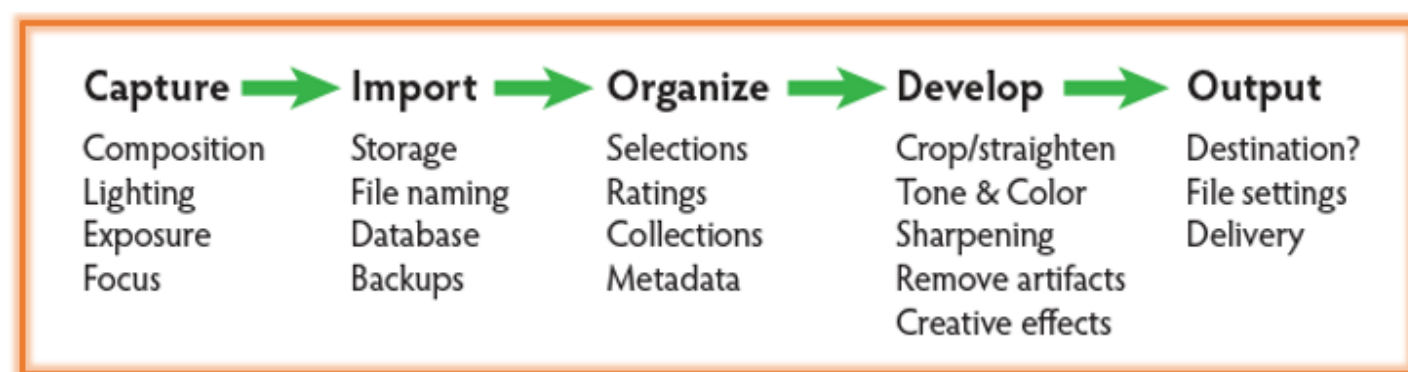 Capture Import Organize Develop Output
Composition Storage Selections Crop/straighten Destination?
Lighting File naming Ratings Tone & Color File settings
Exposure Database Collections Sharpening Delivery
Focus Backups Metadata Remove artifacts
Creative effects